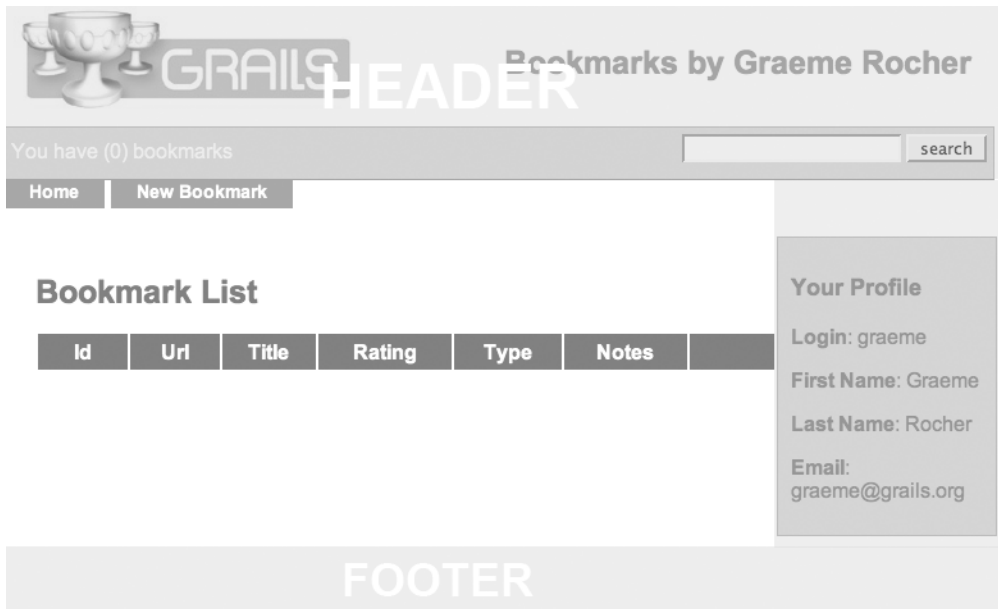 GRAILS
HEADER
Bookmarks by Graeme Rocher
You have (0) bookmarks
search
Home New Bookmark
Bookmark List
Id Url Title Rating Type Notes
Your Profile
Login: graeme
First Name: Graeme
Last Name: Rocher
Email:
graeme@grails.org
FOOTER